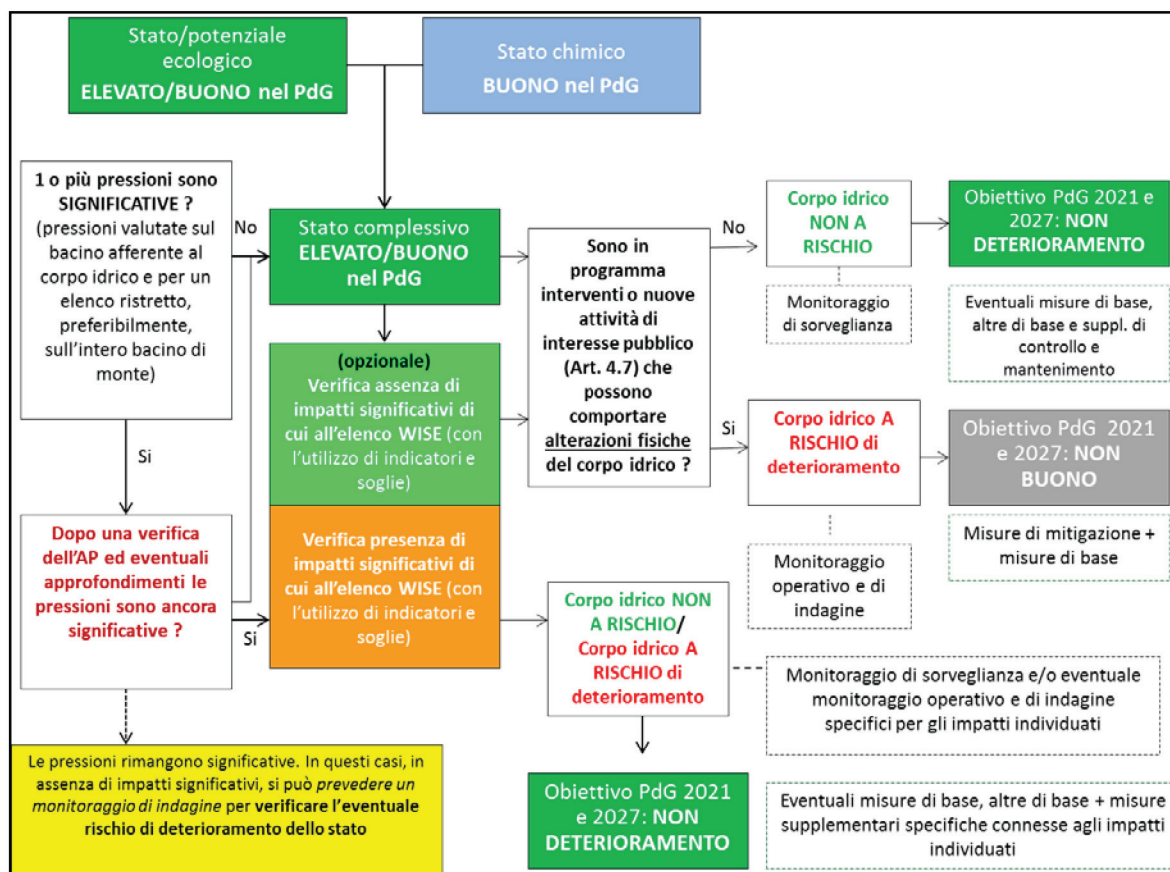 Stato/potenziale
ecologico
ELEVATO/BUONO nel PdG
Stato chimico
BUONO nel PdG
1 o più pressioni sono
SIGNIFICATIVE ?
(pressioni valutate sul
bacino afferente al
corpo idrico e per un
elenco ristretto,
preferibilmente,
sull'intero bacino di
monte)
No
Si
Dopo una verifica
dell'AP ed eventuali
approfondimenti le
pressioni sono ancora
significative ?
Si
Le pressioni rimangono significative. In questi casi, in
assenza di impatti significativi, si può prevedere un
monitoraggio di indagine per verificare l'eventuale
rischio di deterioramento dello stato
Stato complessivo
ELEVATO/BUONO
nel PdG
(opzionale)
Verifica assenza di
impatti significativi di
cui all'elenco WISE (con
l'utilizzo di indicatori e
soglie)
Verifica presenza di
impatti significativi di
cui all'elenco WISE (con
l'utilizzo di indicatori e
soglie)
Sono in
programma
interventi o nuove
attività di
interesse pubblico
(Art. 4.7) che
possono
comportare
alterazioni fisiche
del corpo idrico ?
No
Corpo idrico
NON A
RISCHIO
Monitoraggio
di sorveglianza
Obiettivo PdG 2021 e
2027: NON
DETERIORAMENTO
Eventuali misure di base,
altre di base e suppl. di
controllo e
mantenimento
Si
Corpo idrico A
RISCHIO di
deterioramento
Monitoraggio
operativo e di
indagine
Obiettivo PdG 2021
e 2027: NON
BUONO
Misure di mitigazione +
misure di base
Corpo idrico NON
A RISCHIO/
Corpo idrico A
RISCHIO di
deterioramento
Monitoraggio di sorveglianza e/o eventuale
monitoraggio operativo e di indagine
specifici per gli impatti individuati
Obiettivo PdG 2021
e 2027: NON
DETERIORAMENTO
Eventuali misure di base, altre di base + misure
supplementari specifiche connesse agli impatti
individuati